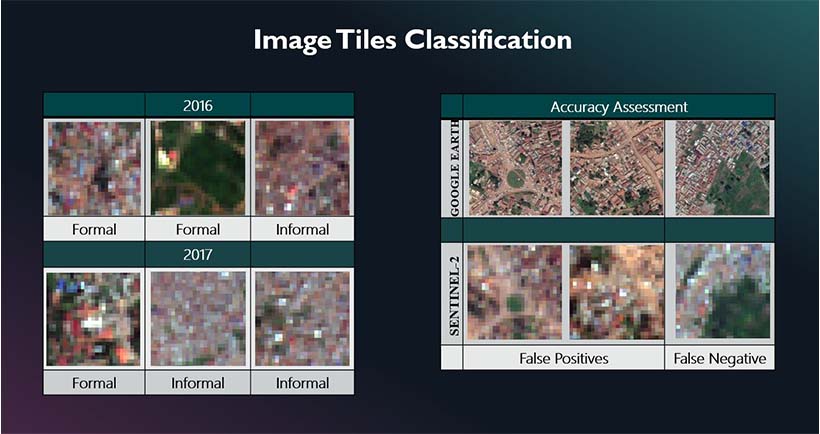 Image Tiles Classification
2016
Formal
Formal
Informal
2017
Formal
Informal
Informal
Accuracy Assessment
GOOGLE EARTH
SENTINEL-2
False Positives
False Negative